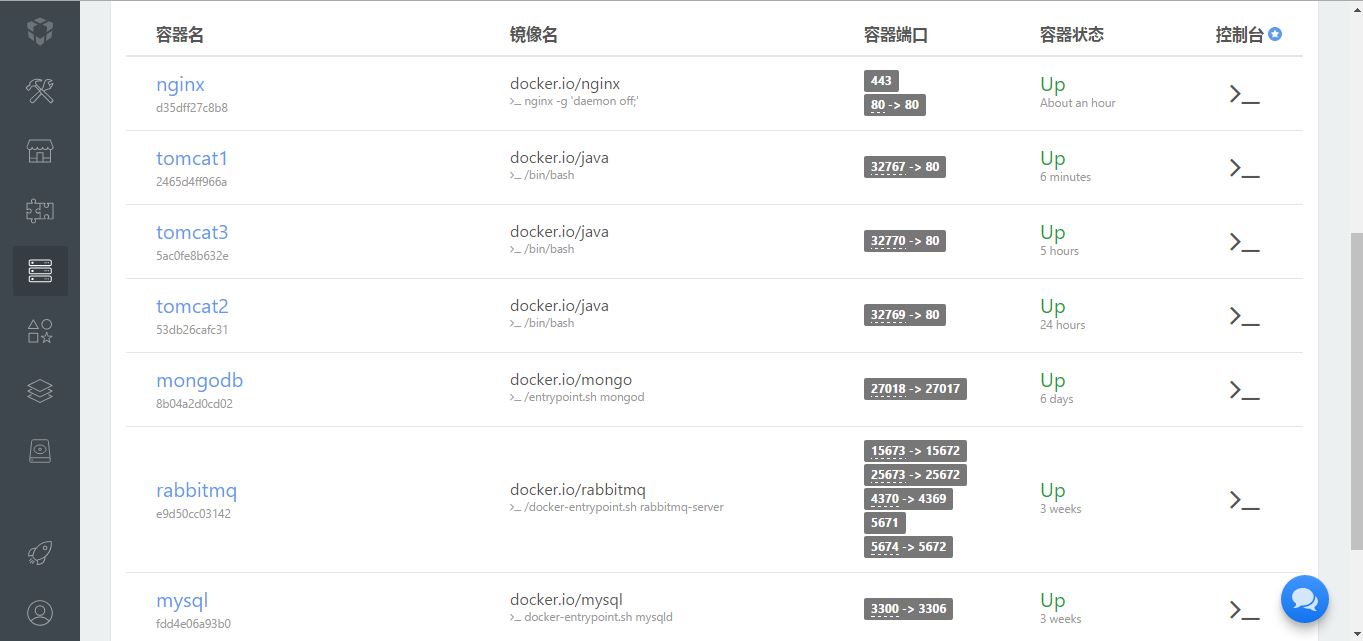 容器名 镜像名 容器端口 容器状态 控制台
nginx docker.io/nginx 443 Up
d35dff27c8b8 >_ nginx -g 'daemon off;' 80 -> 80 About an hour
tomcat1 docker.io/java 32767 -> 80 Up
2465d4ff966a >_ /bin/bash 6 minutes
tomcat3 docker.io/java 32770 -> 80 Up
5ac0fe8b632e >_ /bin/bash 5 hours
tomcat2 docker.io/java 32769 -> 80 Up
53db26cafc31 >_ /bin/bash 24 hours
mongodb docker.io/mongo 27018 -> 27017 Up
8b04a2d0cd02 >_ /entrypoint.sh mongod 6 days
15673 -> 15672
25673 -> 25672
rabbitmq docker.io/rabbitmq 4370 -> 4369 Up
e9d50cc03142 >_ /docker-entrypoint.sh rabbitmq-server 5671 3 weeks
5674 -> 5672
mysql docker.io/mysql 3300 -> 3306 Up
fdd4e06a93b0 >_ docker-entrypoint.sh mysqld 3 weeks